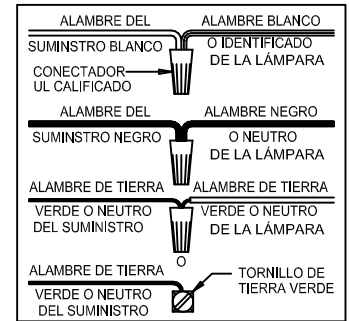 ALAMBRE DEL ALAMBRE BLANCO
SUMINSTRO BLANCO O IDENTIFICADO
DE LA LÁMPARA
CONECTADOR
UL CALIFICADO
ALAMBRE DEL ALAMBRE NEGRO
SUMINSTRO NEGRO O NEUTRO
DE LA LÁMPARA
ALAMBRE DE TIERRA ALAMBRE DE TIERRA
VERDE O NEUTRO VERDE O NEUTRO
DEL SUMINISTRO DE LA LÁMPARA
O
ALAMBRE DE TIERRA TORNILLO DE
TIERRA VERDE
VERDE O NEUTRO
DEL SUMINISTRO